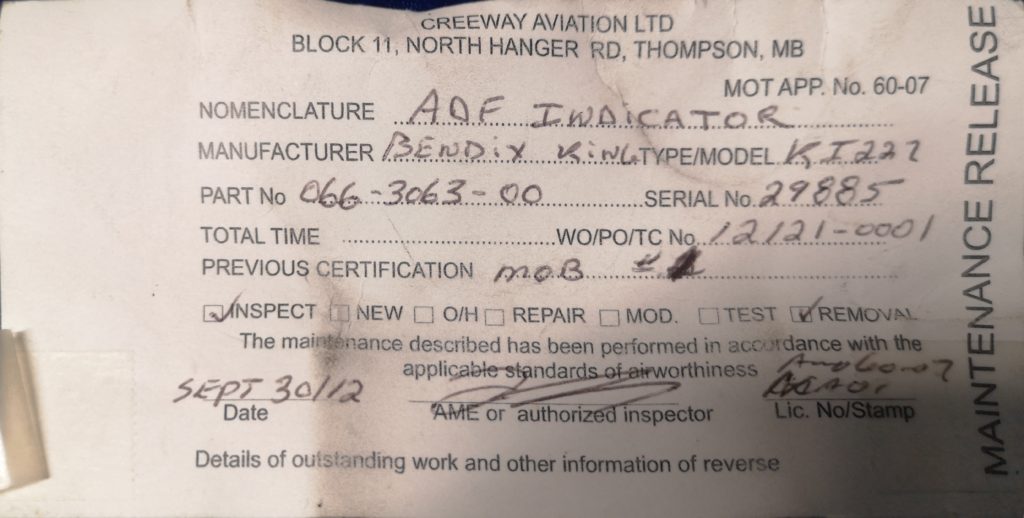 CREEWAY AVIATION LTD
BLOCK 11, NORTH HANGER RD, THOMPSON, MB
MOT APP. No. 60-07
NOMENCLATURE ADF INDICATOR
MANUFACTURER BENDIX KING TYPE/MODEL KI227
PART No 066-3063-00 SERIAL No. 29885
TOTAL TIME WO/PO/TC No. 12121-0001
PREVIOUS CERTIFICATION MOB #1
INSPECT NEW O/H REPAIR MOD. TEST REMOVAL
The maintenance described has been performed in accordance with the
applicable standards of airworthiness 60-07
SEPT 30/12
Date AME or authorized inspector Lic. No/Stamp
Details of outstanding work and other information of reverse
MAINTENANCE RELEASE